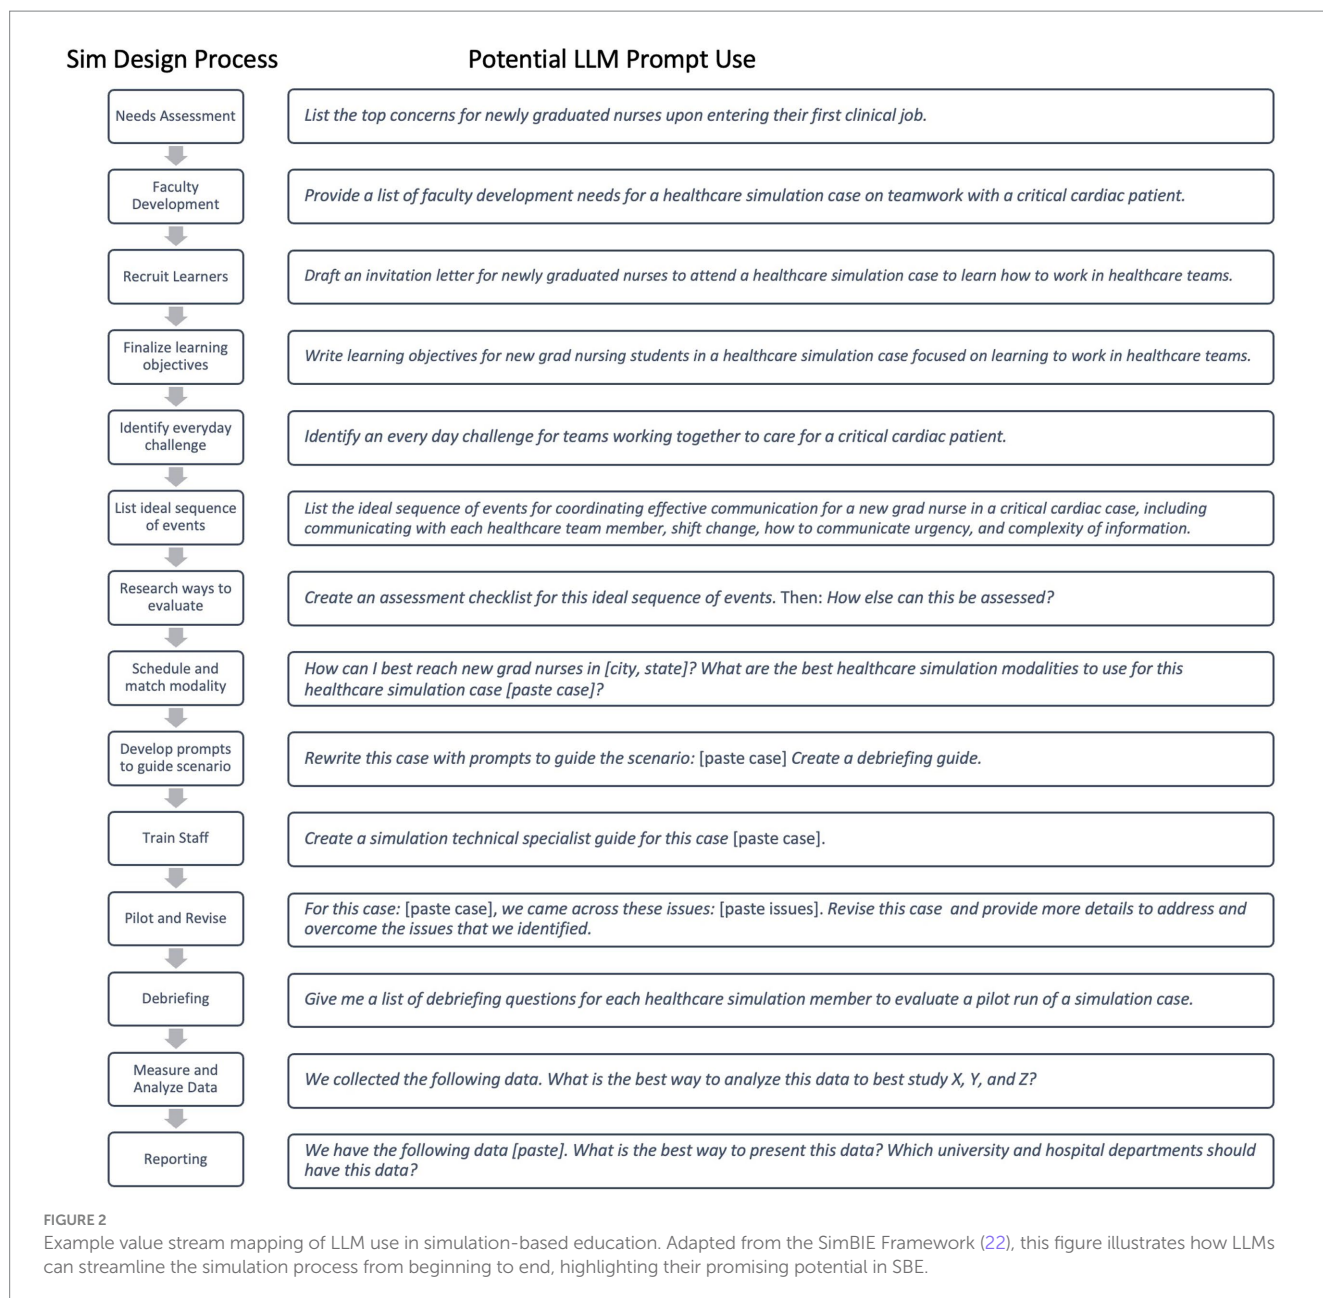 Sim Design Process
Potential LLM Prompt Use
Needs Assessment
List the top concerns for newly graduated nurses upon entering their first clinical job.
Faculty
Development
Provide a list of faculty development needs for a healthcare simulation case on teamwork with a critical cardiac patient.
Recruit Learners
Draft an invitation letter for newly graduated nurses to attend a healthcare simulation case to learn how to work in healthcare teams.
Finalize learning
objectives
Write learning objectives for new grad nursing students in a healthcare simulation case focused on learning to work in healthcare teams.
Identify everyday
challenge
Identify an every day challenge for teams working together to care for a critical cardiac patient.
List ideal sequence
of events
List the ideal sequence of events for coordinating effective communication for a new grad nurse in a critical cardiac case, including
communicating with each healthcare team member, shift change, how to communicate urgency, and complexity of information.
Research ways to
evaluate
Create an assessment checklist for this ideal sequence of events. Then: How else can this be assessed?
Schedule and
match modality
How can I best reach new grad nurses in [city, state]? What are the best healthcare simulation modalities to use for this
healthcare simulation case [paste case]?
Develop prompts
to guide scenario
Rewrite this case with prompts to guide the scenario: [paste case] Create a debriefing guide.
Train Staff
Create a simulation technical specialist guide for this case [paste case].
Pilot and Revise
For this case: [paste case], we came across these issues: [paste issues]. Revise this case and provide more details to address and
overcome the issues that we identified.
Debriefing
Give me a list of debriefing questions for each healthcare simulation member to evaluate a pilot run of a simulation case.
Measure and
Analyze Data
We collected the following data. What is the best way to analyze this data to best study X, Y, and Z?
Reporting
We have the following data [paste]. What is the best way to present this data? Which university and hospital departments should
have this data?
FIGURE 2
Example value stream mapping of LLM use in simulation-based education. Adapted from the SimBIE Framework (22), this figure illustrates how LLMs
can streamline the simulation process from beginning to end, highlighting their promising potential in SBE.